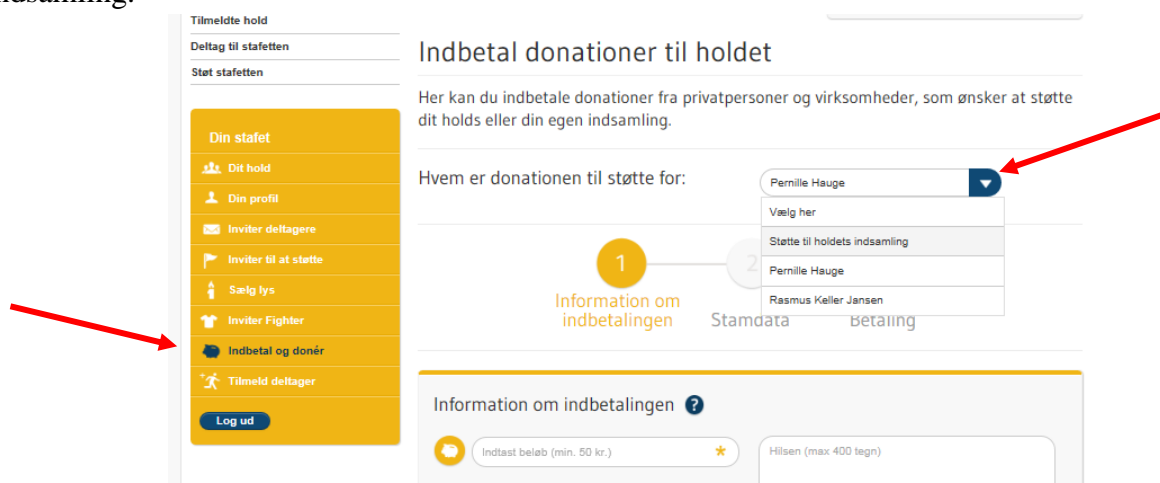 ndsamling.
Tilmeldte hold
Deltag til stafetten
Støt stafetten
Din stafet
Dit hold
Din profil
Inviter deltagere
Inviter til at støtte
Sælg lys
Inviter Fighter
Indbetal og donér
Tilmeld deltager
Log ud
Indbetal donationer til holdet
Her kan du indbetale donationer fra privatpersoner og virksomheder, som ønsker at støtte
dit holds eller din egen indsamling.
Hvem er donationen til støtte for:
Pernille Hauge
Vælg her
Støtte til holdets indsamling
Pernille Hauge
Rasmus Keller Jansen
1
2
Information om
indbetalingen
Stamdata
Betaling
Information om indbetalingen ?
Indtast beløb (min. 50 kr.) *
Hilsen (max 400 tegn)